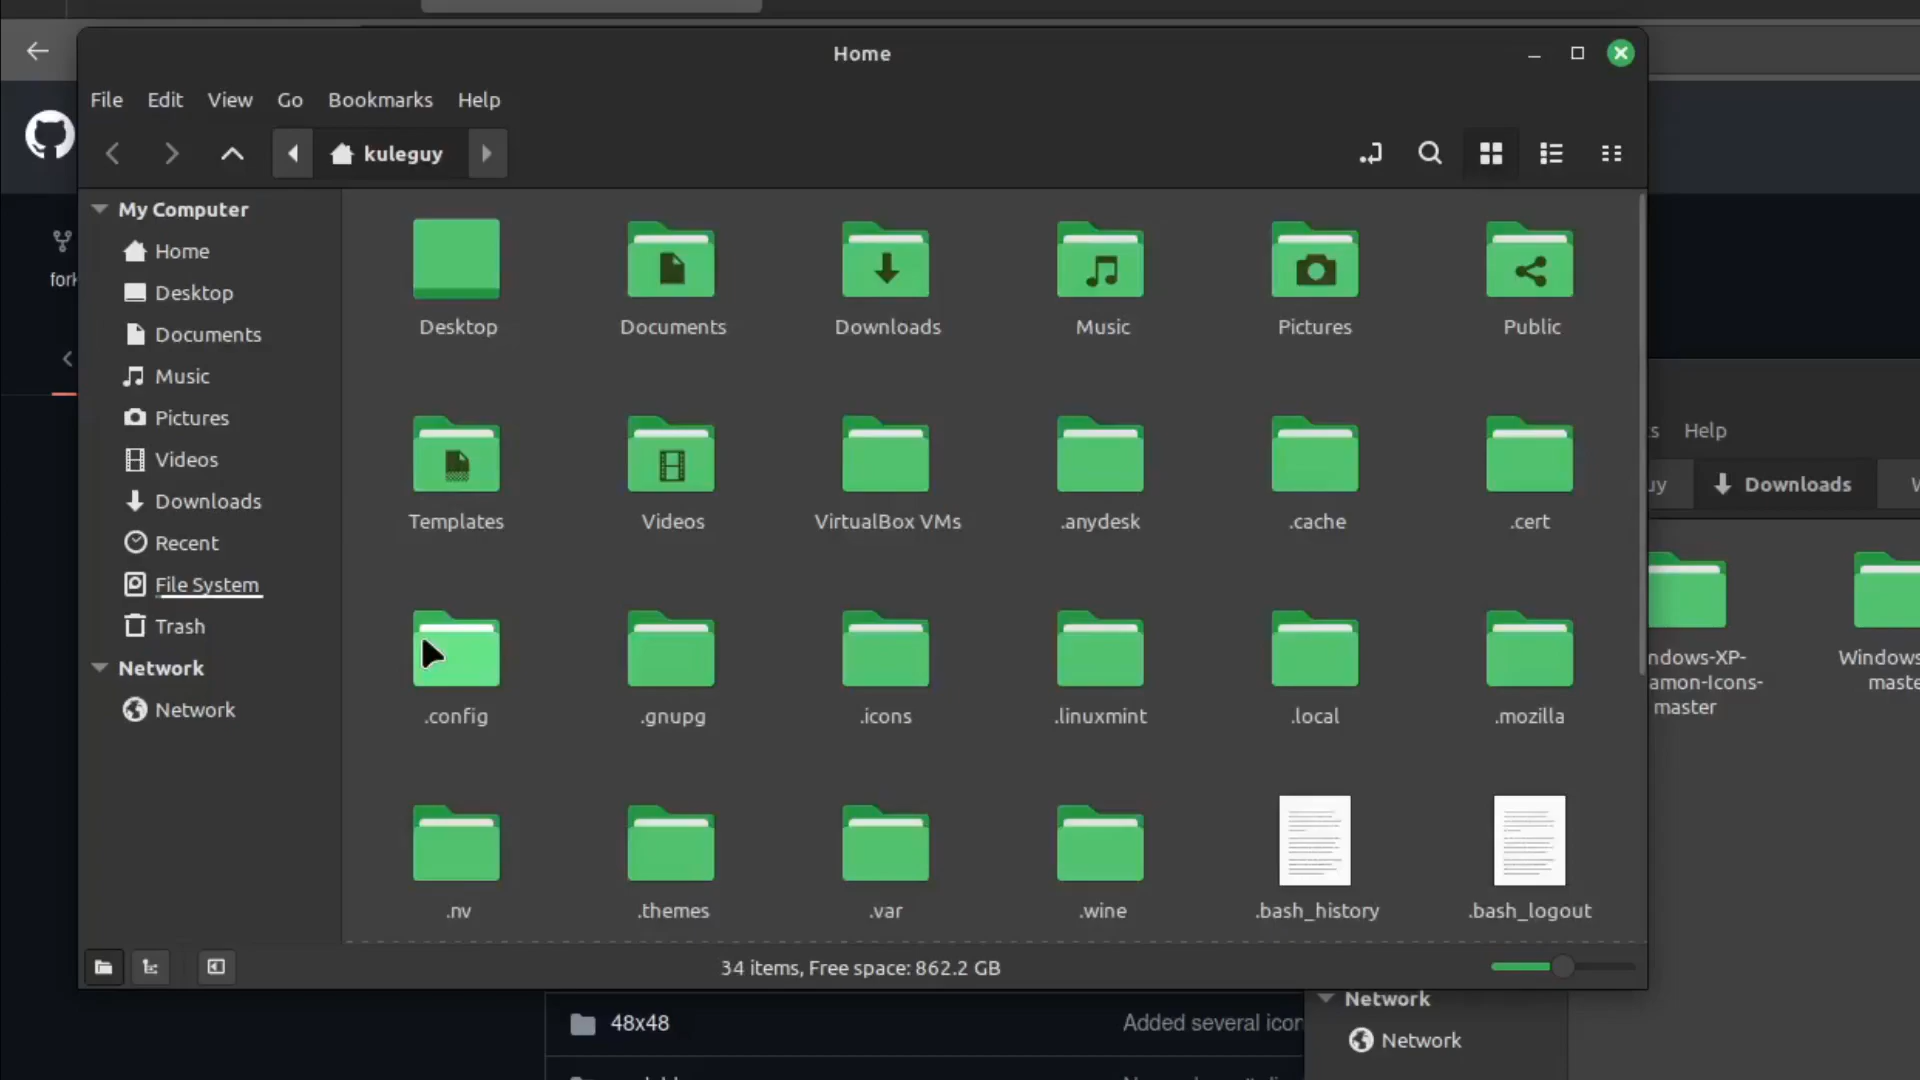 Home
File Edit View Go Bookmarks Help
kuleguy
My Computer
Home
Desktop
Documents
Music
Pictures
Videos
Downloads
Recent
File System
Trash
Network
Network
Desktop
Documents
Downloads
Music
Pictures
Public
Templates
Videos
VirtualBox VMs
.anydesk
.cache
.cert
.config
.gnupg
.icons
.linuxmint
.local
.mozilla
.nv
.themes
.var
.wine
.bash_history
.bash_logout
34 items, Free space: 862.2 GB
fork
s Help
uy Downloads W
ndows-XP-
amon-Icons-
master
Windows
maste
48x48 Added several icon
Network
Network